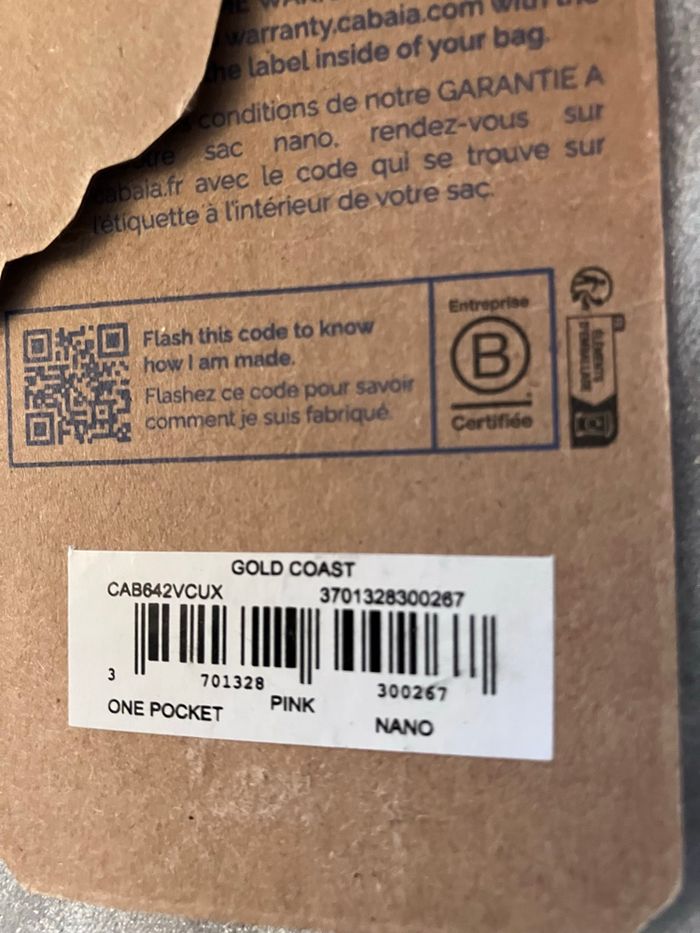 warranty.cabaia.com with the
the label inside of your bag.
conditions de notre GARANTIE A
sac nano, rendez-vous sur
cabaia.fr avec le code qui se trouve sur
l'étiquette à l'intérieur de votre sac.
Flash this code to know
how I am made.
Flashez ce code pour savoir
comment je suis fabriqué.
Entreprise
B
Certifiée
GOLD COAST
CAB642VCUX 3701328300267
3 701328 300267
ONE POCKET PINK NANO